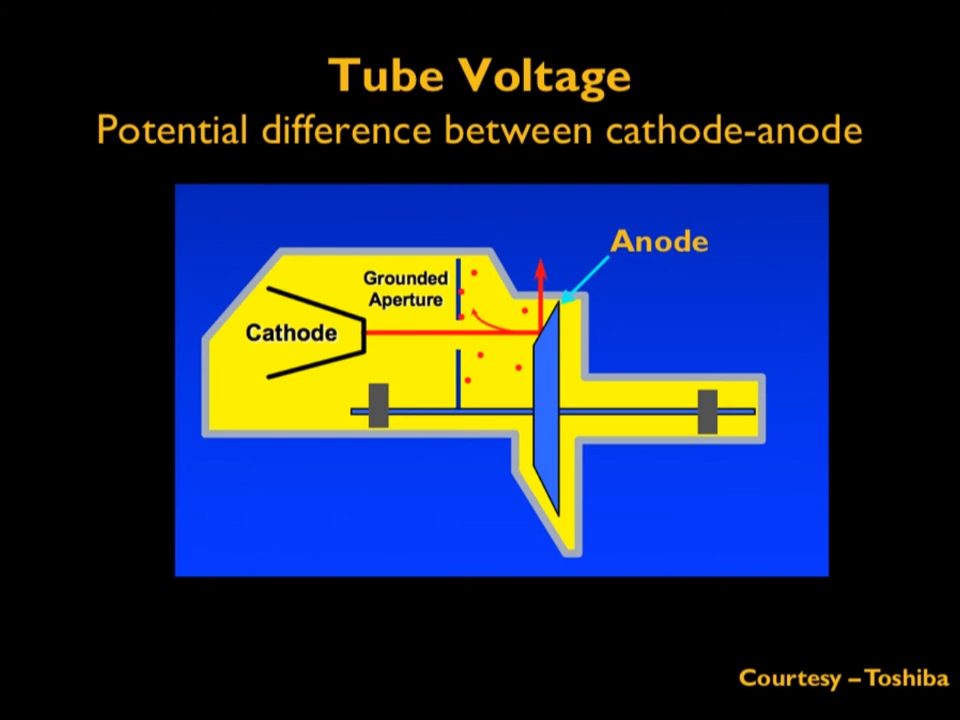 Tube Voltage
Potential difference between cathode-anode
Anode
Grounded
Aperture
Cathode
Courtesy – Toshiba